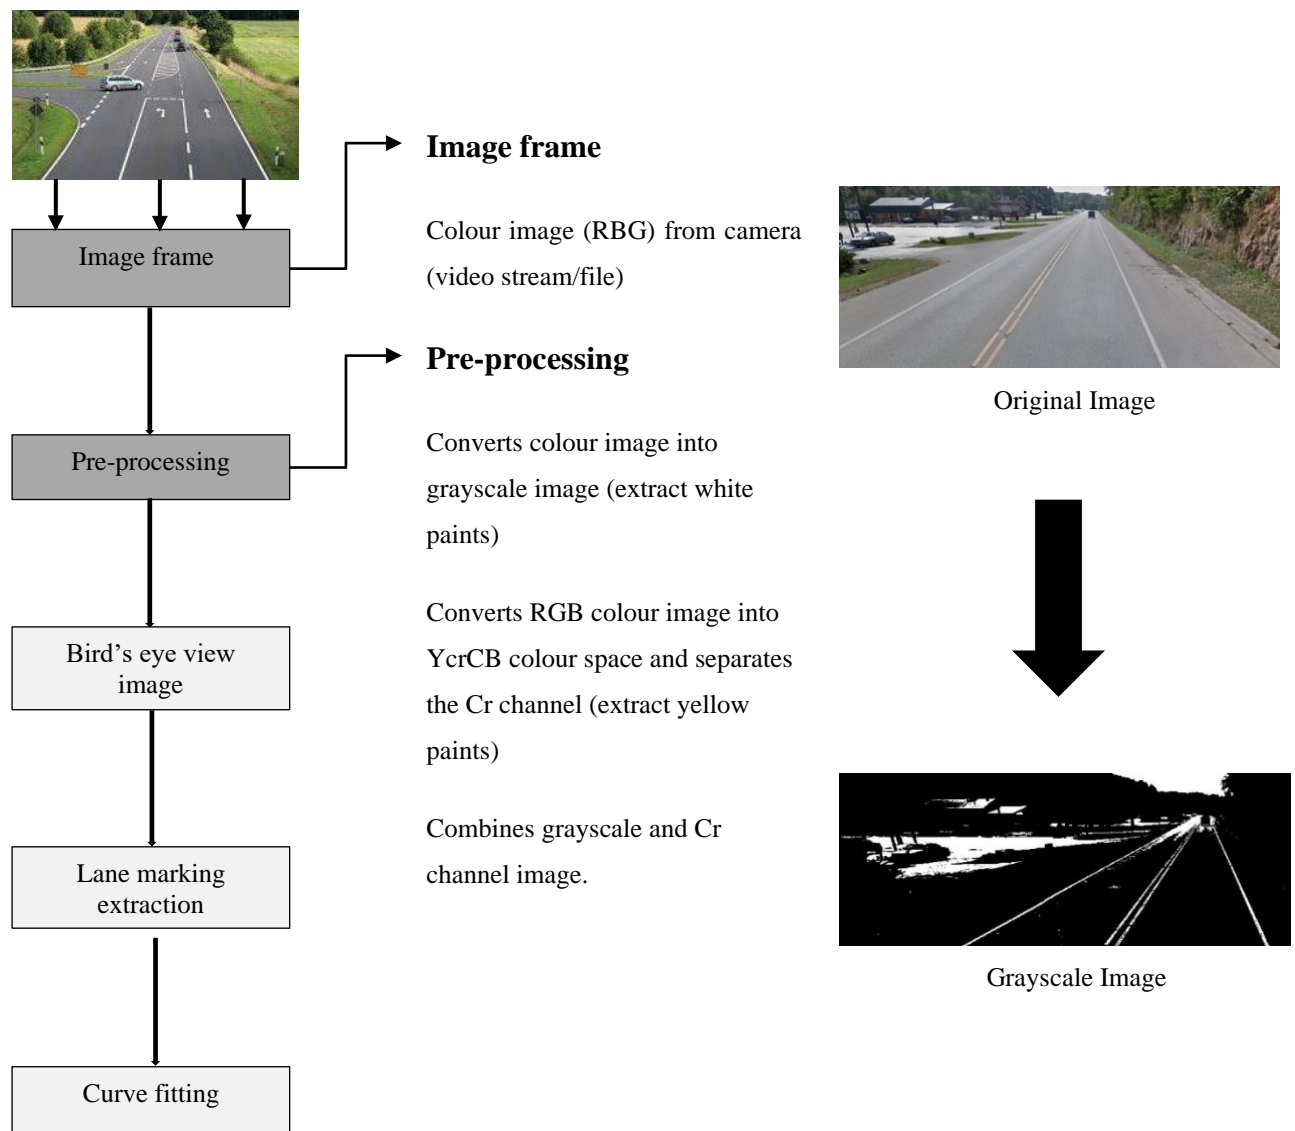 Image frame
Pre-processing
Bird’s eye view
image
Lane marking
extraction
Curve fitting
Image frame
Colour image (RBG) from camera
(video stream/file)
Pre-processing
Converts colour image into
grayscale image (extract white
paints)
Converts RGB colour image into
YcrCB colour space and separates
the Cr channel (extract yellow
paints)
Combines grayscale and Cr
channel image.
Original Image
Grayscale Image